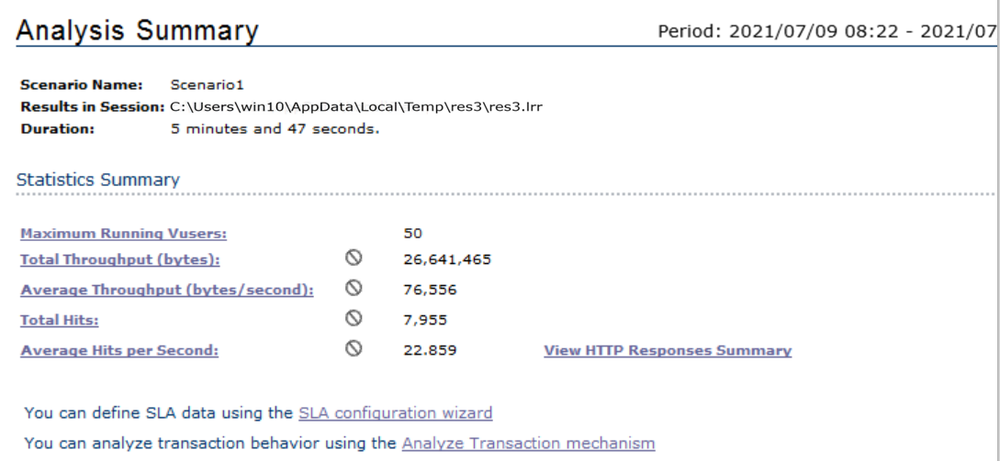 Analysis Summary
Period: 2021/07/09 08:22 - 2021/07
Scenario Name: Scenario1
Results in Session: C:\Users\win10\AppData\Local\Temp\res3\res3.lrr
Duration: 5 minutes and 47 seconds.
Statistics Summary
Maximum Running Vusers: 50
Total Throughput (bytes): 26,641,465
Average Throughput (bytes/second): 76,556
Total Hits: 7,955
Average Hits per Second: 22.859 View HTTP Responses Summary
You can define SLA data using the SLA configuration wizard
You can analyze transaction behavior using the Analyze Transaction mechanism